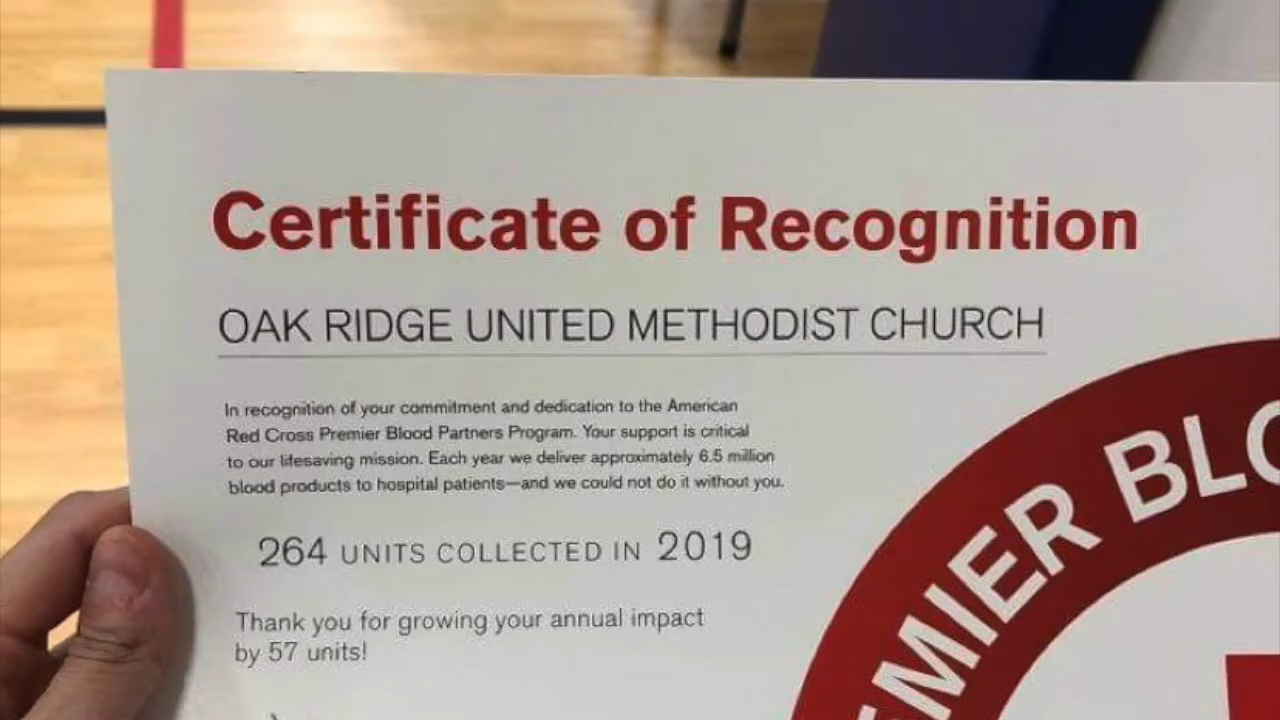 Certificate of Recognition
OAK RIDGE UNITED METHODIST CHURCH
In recognition of your commitment and dedication to the American
Red Cross Premier Blood Partners Program. Your support is critical
to our lifesaving mission. Each year we deliver approximately 6.5 million
blood products to hospital patients—and we could not do it without you.
264 UNITS COLLECTED IN 2019
Thank you for growing your annual impact
by 57 units!
EMIER BLO